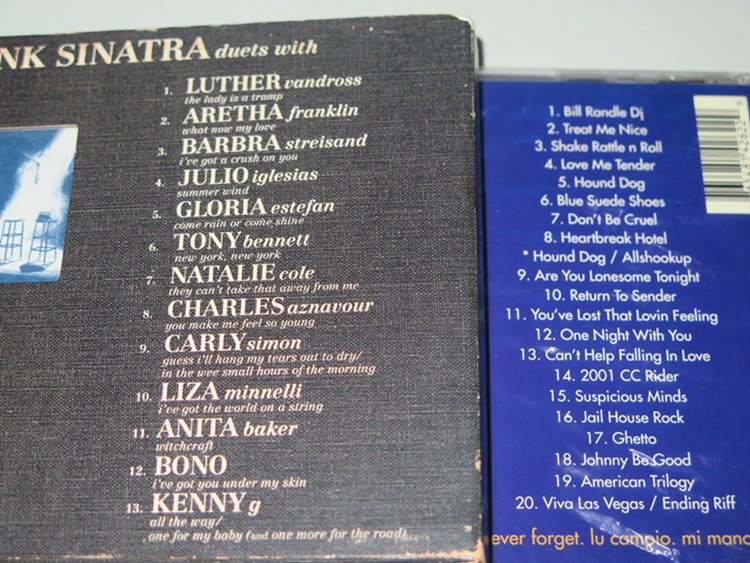 NK SINATRA duets with
1. LUTHER vandross
the lady is a tramp
2. ARETHA franklin
what now my love
3. BARBRA streisand
i've got a crush on you
4. JULIO iglesias
summer wind
5. GLORIA estefan
come rain or come shine
6. TONY bennett
new york, new york
7. NATALIE cole
they can't take that away from me
8. CHARLES aznavour
you make me feel so young
9. CARLY simon
guess i'll hang my tears out to dry/
in the wee small hours of the morning
10. LIZA minnelli
i've got the world on a string
11. ANITA baker
witchcraft
12. BONO
i've got you under my skin
13. KENNY g
all the way/
one for my baby (and one more for the road)
1. Bill Randle Dj
2. Treat Me Nice
3. Shake Rattle n Roll
4. Love Me Tender
5. Hound Dog
6. Blue Suede Shoes
7. Don't Be Cruel
8. Heartbreak Hotel
* Hound Dog / Allshookup
9. Are You Lonesome Tonight
10. Return To Sender
11. You've Lost That Lovin Feeling
12. One Night With You
13. Can't Help Falling In Love
14. 2001 CC Rider
15. Suspicious Minds
16. Jail House Rock
17. Ghetto
18. Johnny Be Good
19. American Trilogy
20. Viva Las Vegas / Ending Riff
ever forget. lu campio. mi manc